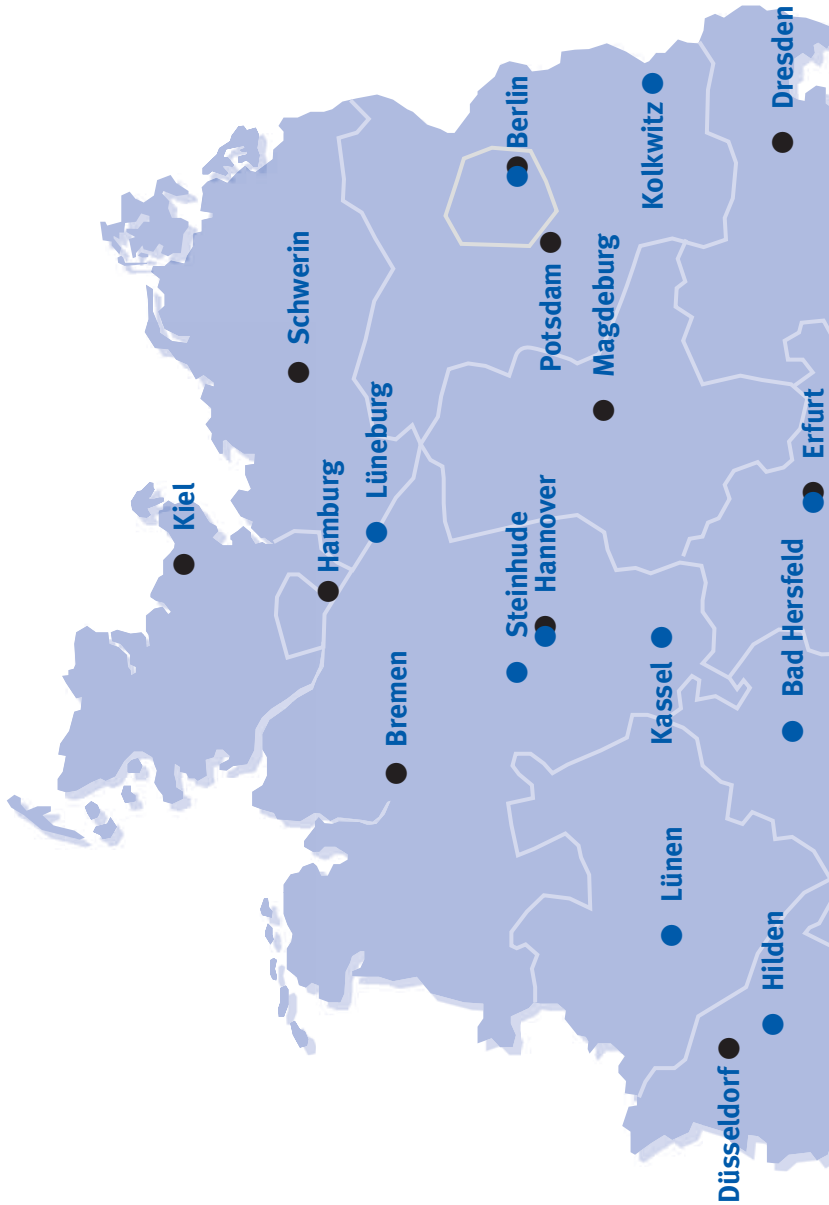 Kiel
Schwerin
Hamburg
Lüneburg
Bremen
Steinhude
Hannover
Berlin
Potsdam
Magdeburg
Kolkwitz
Kassel
Lünen
Düsseldorf
Hilden
Bad Hersfeld
Erfurt
Dresden